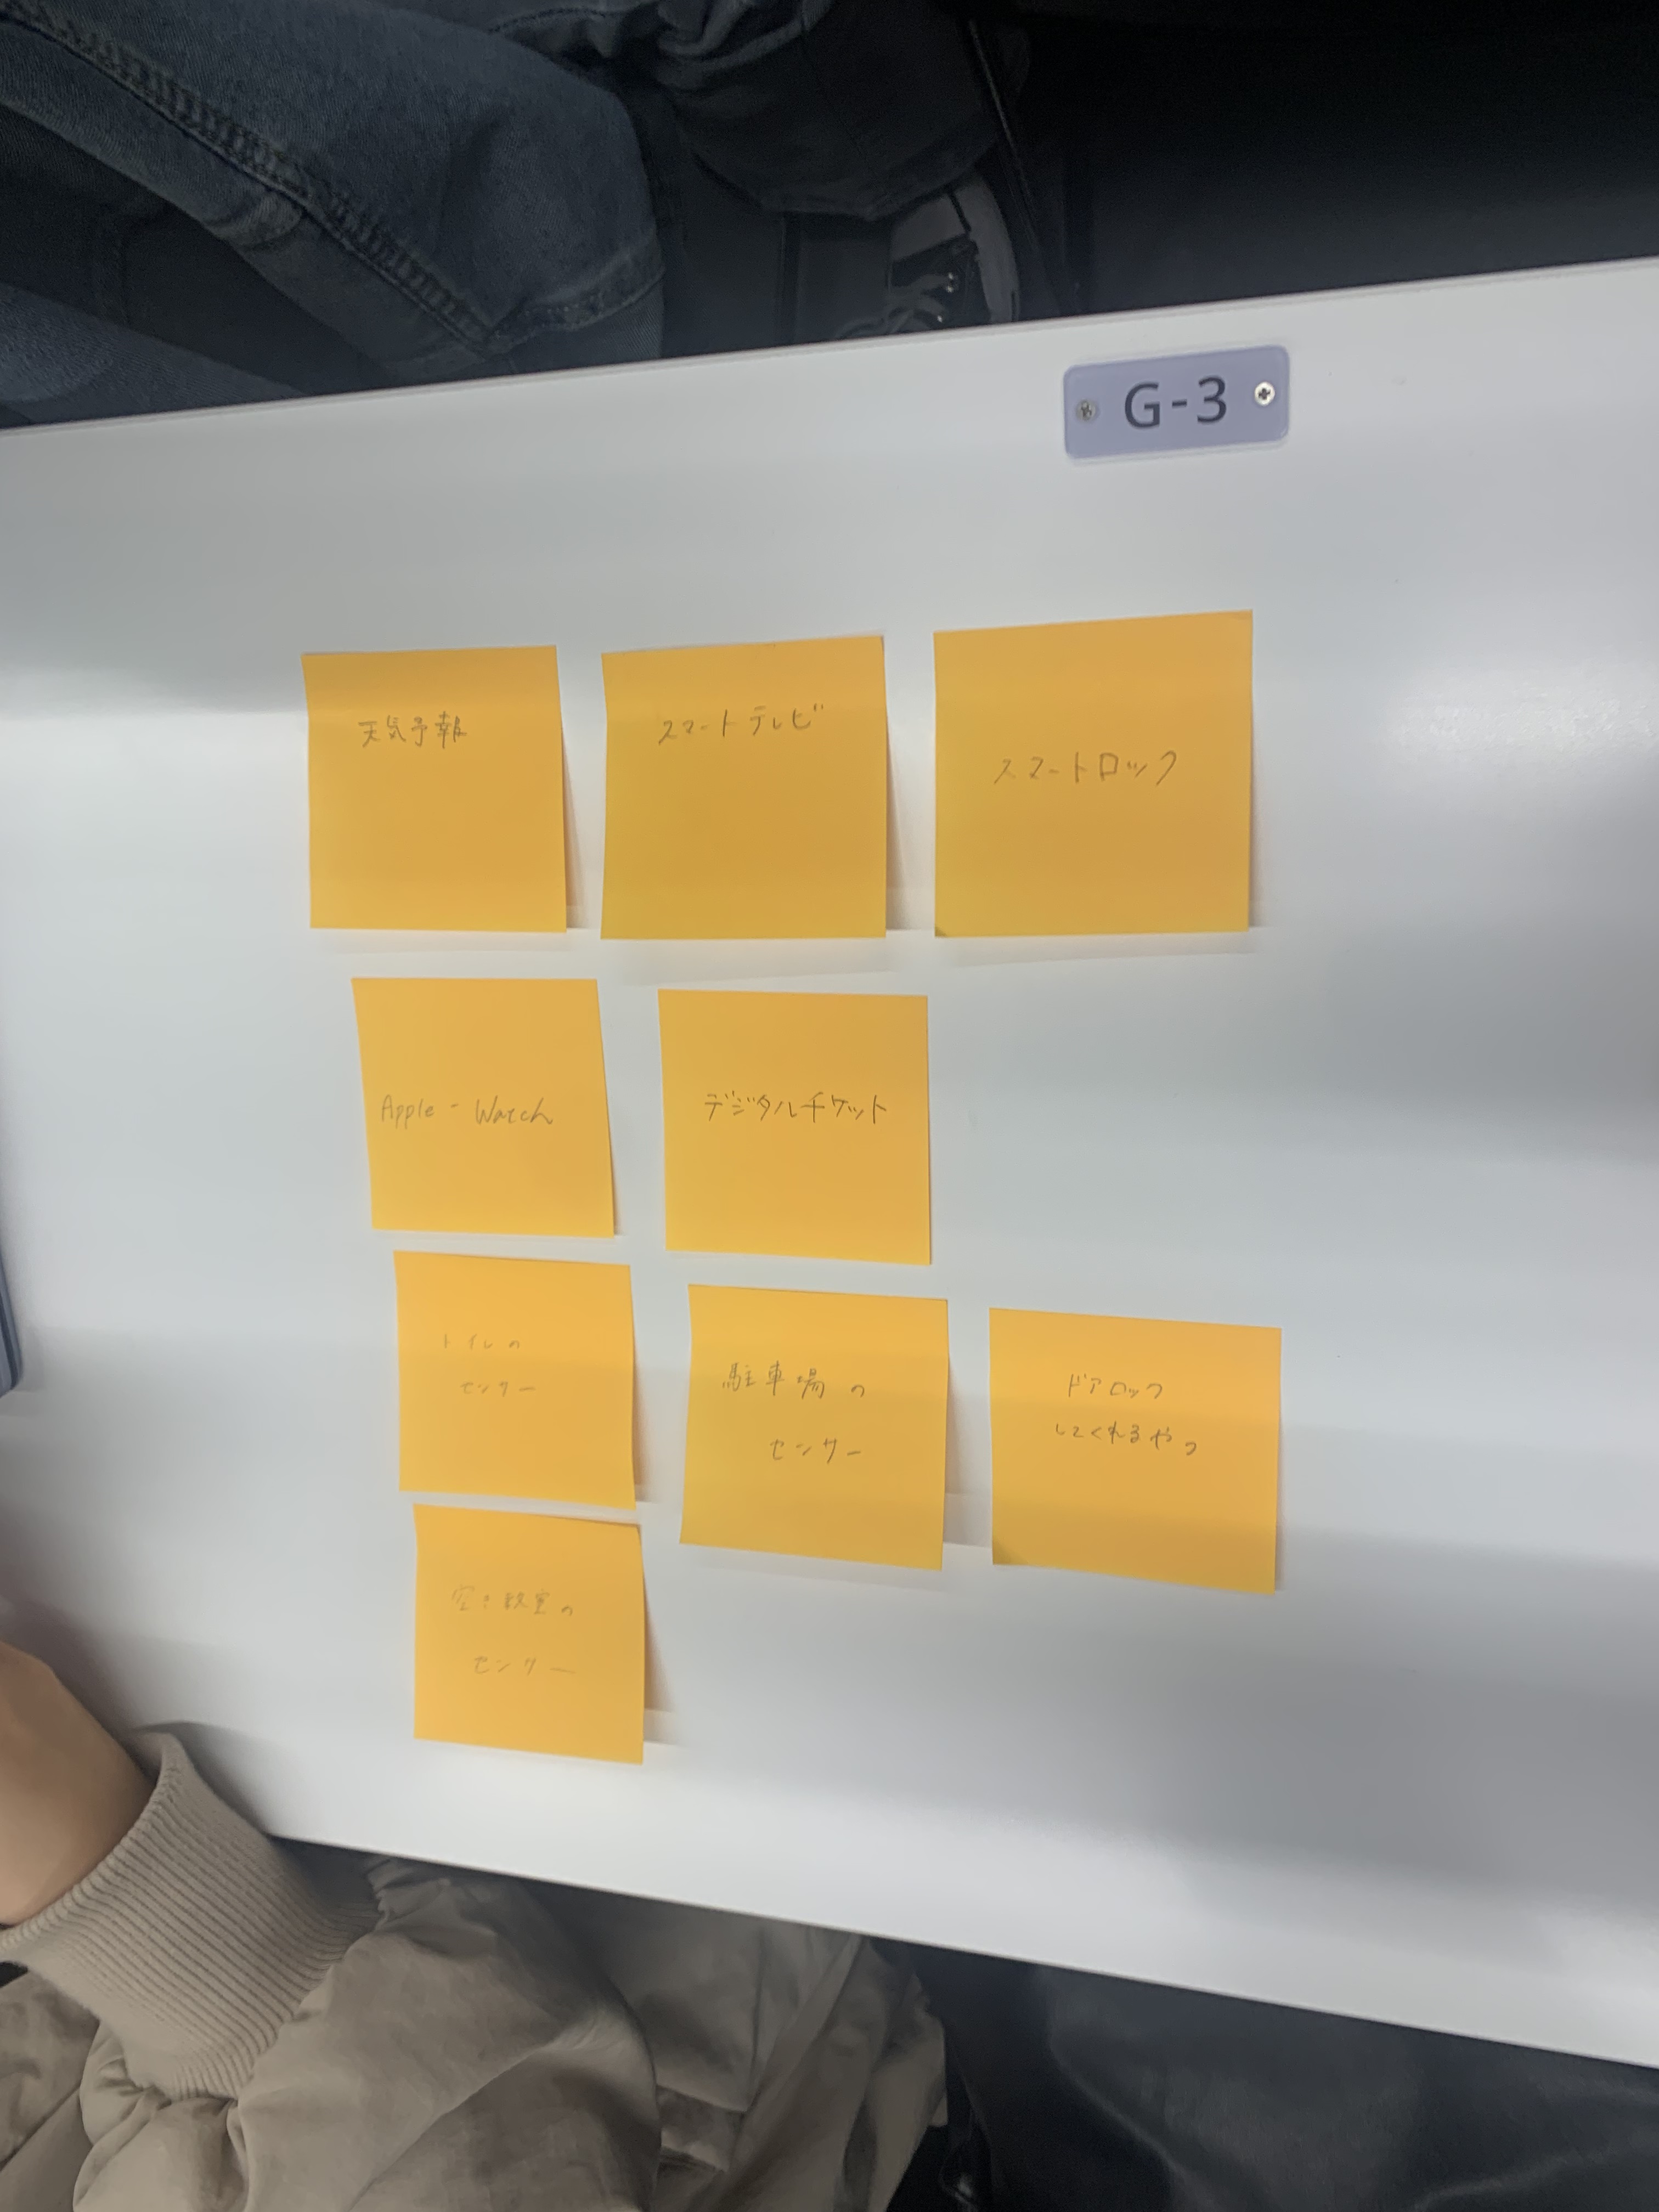 G-3
天気予報
スマートテレビ
スマートロック
Apple - Watch
デジタルチケット
トイレの
センサー
駐車場の
センサー
ドアロック
してくれるやつ
空き教室の
センサー